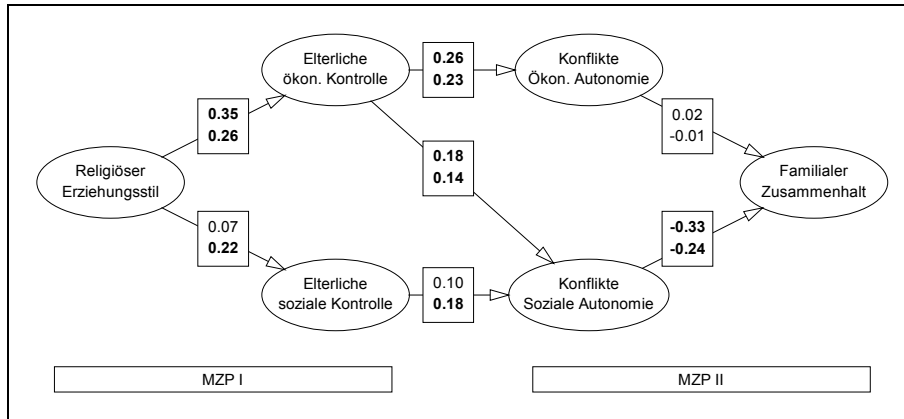 Elterliche
ökon. Kontrolle
0.26
0.23
Konflikte
Ökon. Autonomie
0.35
0.26
0.02
-0.01
0.18
0.14
Religiöser
Erziehungsstil
Familialer
Zusammenhalt
0.07
0.22
-0.33
-0.24
Elterliche
soziale Kontrolle
0.10
0.18
Konflikte
Soziale Autonomie
MZP I
MZP II